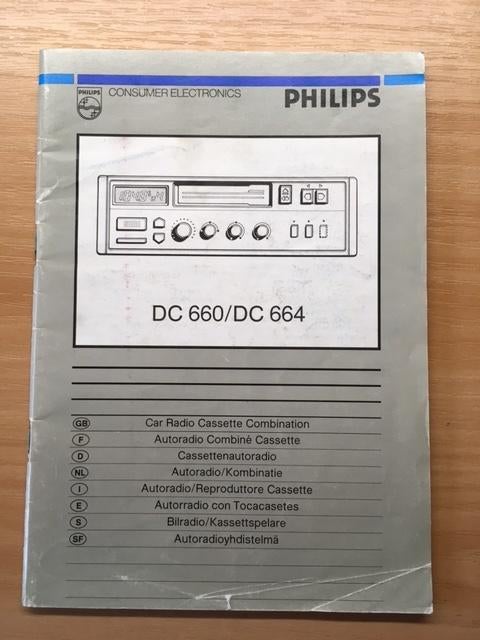 PHILIPS
CONSUMER ELECTRONICS
PHILIPS
DC 660/DC 664
GB Car Radio Cassette Combination
F Autoradio Combiné Cassette
D Cassettenautoradio
NL Autoradio/Kombinatie
I Autoradio/Reproduttore Cassette
E Autorradio con Tocacasetes
S Bilradio/Kassettspelare
SF Autoradioyhdistelmä